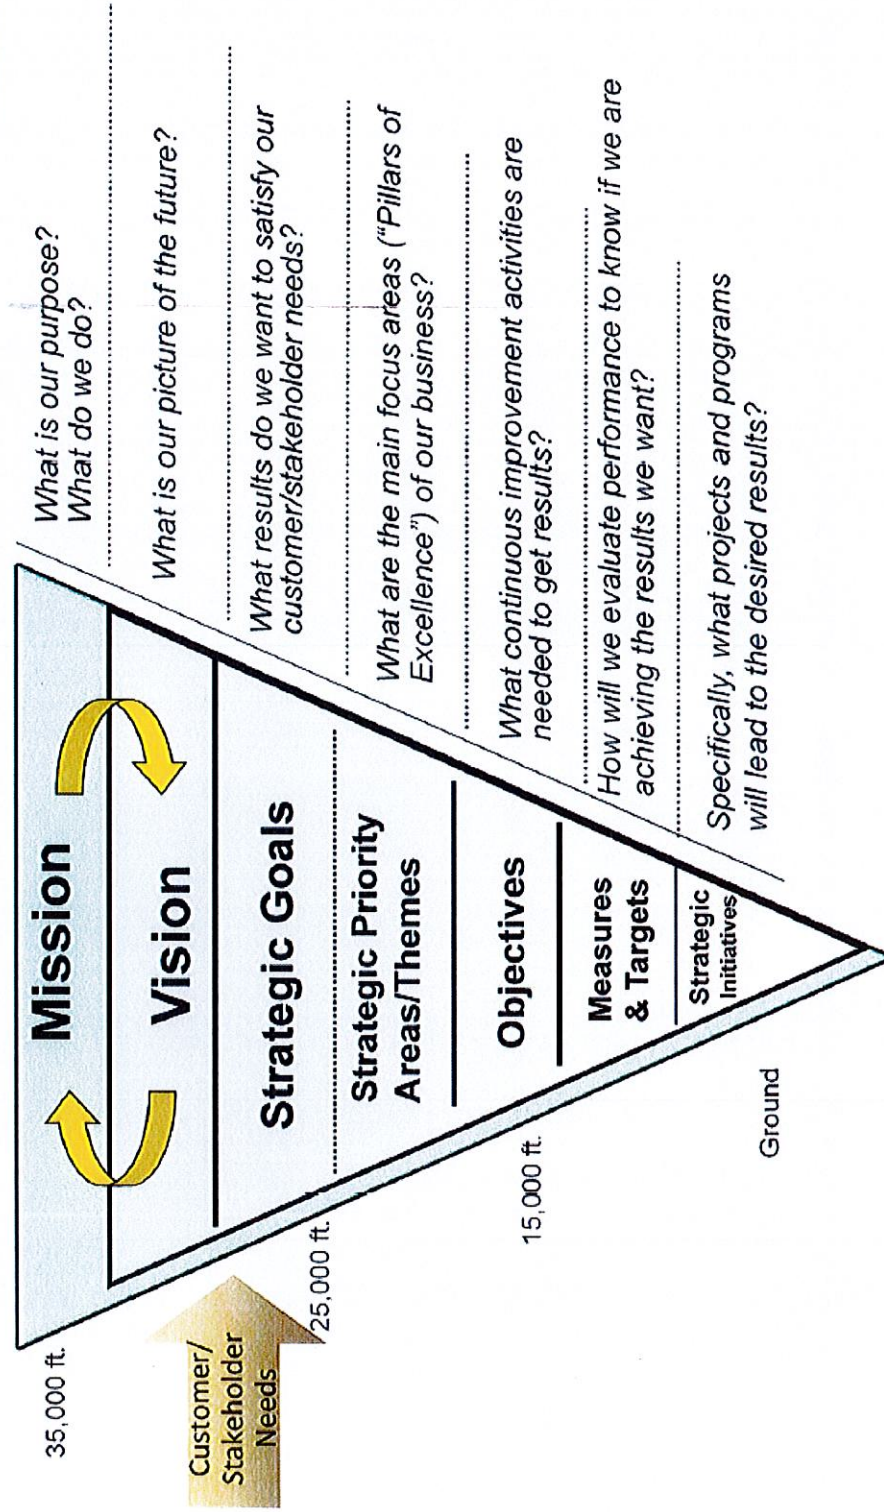 35,000 ft.
Mission
What is our purpose?
What do we do?
Vision
What is our picture of the future?
Customer/
Stakeholder
Needs
Strategic Goals
What results do we want to satisfy our
customer/stakeholder needs?
25,000 ft.
Strategic Priority
Areas/Themes
What are the main focus areas (“Pillars of
Excellence”) of our business?
15,000 ft.
Objectives
What continuous improvement activities are
needed to get results?
Measures
& Targets
How will we evaluate performance to know if we are
achieving the results we want?
Strategic
Initiatives
Specifically, what projects and programs
will lead to the desired results?
Ground